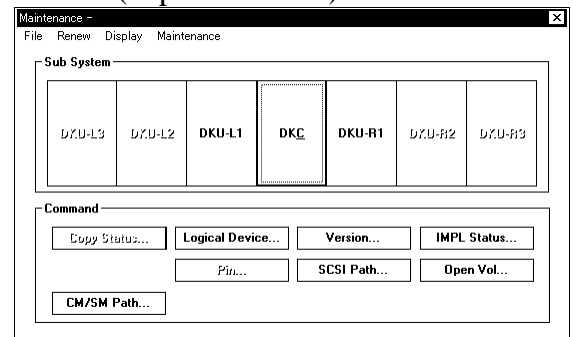 Maintenance -
File Renew Display Maintenance
Sub System
DKU-L3 DKU-L2 DKU-L1 DKC DKU-R1 DKU-R2 DKU-R3
Command
Copy Status... Logical Device... Version... IMPL Status...
Pin... SCSI Path... Open Vol...
CM/SM Path...